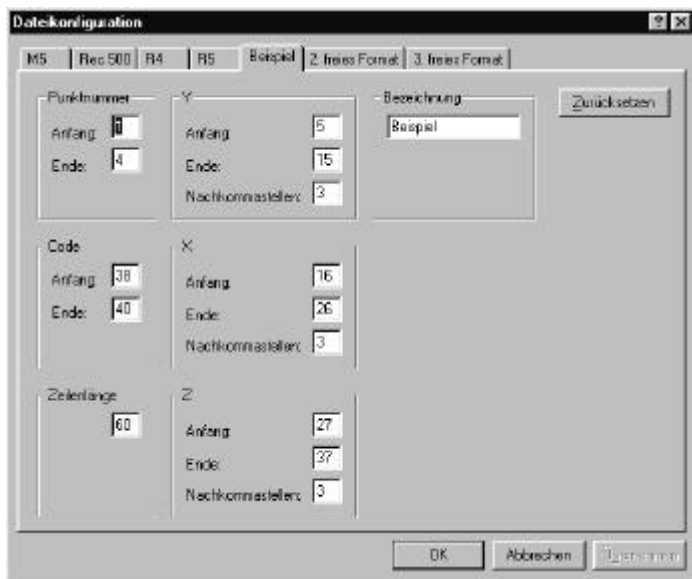 Dateikonfiguration
M5 Rec 500 R4 R5 Beispiel 2. freies Format 3. freies Format
Punktnummer
Anfang: 1
Ende: 4
Y
Anfang: 5
Ende: 15
Nachkommastellen: 3
Bezeichnung
Beispiel
Zurücksetzen
Code
Anfang: 38
Ende: 40
X
Anfang: 16
Ende: 26
Nachkommastellen: 3
Zeilenlänge
60
Z
Anfang: 27
Ende: 37
Nachkommastellen: 3
OK Abbrechen